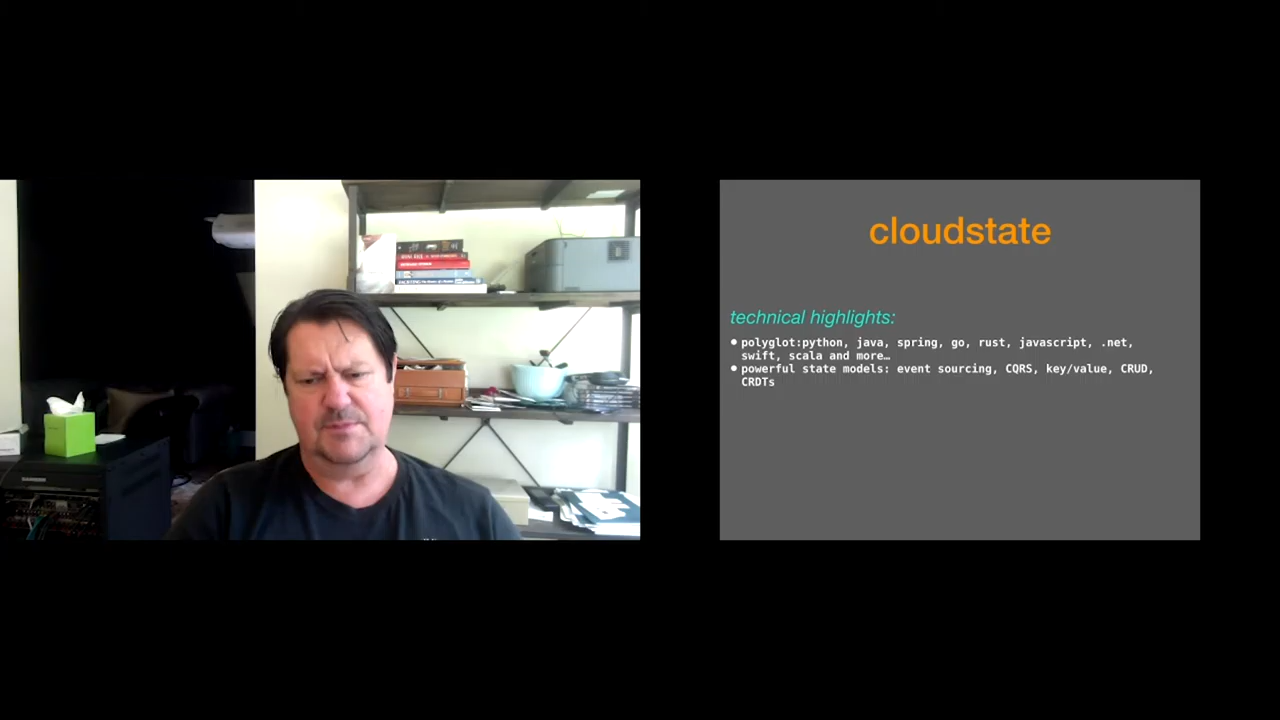 cloudstate
technical highlights:
● polyglot:python, java, spring, go, rust, javascript, .net,
swift, scala and more…
● powerful state models: event sourcing, CQRS, key/value, CRUD,
CRDTs